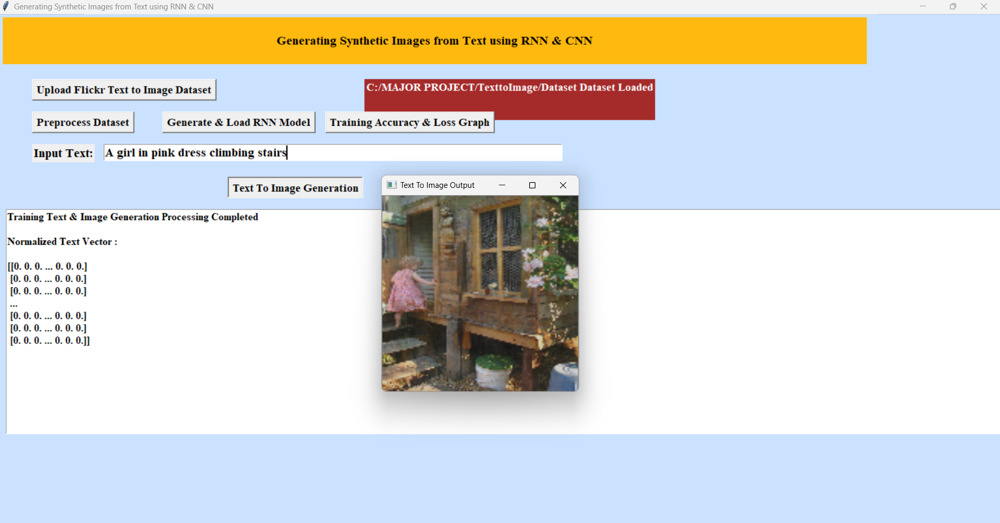 Generating Synthetic Images from Text using RNN & CNN
Generating Synthetic Images from Text using RNN & CNN
Upload Flickr Text to Image Dataset
C:/MAJOR PROJECT/TexttoImage/Dataset Dataset Loaded
Preprocess Dataset
Generate & Load RNN Model
Training Accuracy & Loss Graph
Input Text:
A girl in pink dress climbing stairs
Text To Image Generation
Text To Image Output
Training Text & Image Generation Processing Completed
Normalized Text Vector :
[[0. 0. 0. ... 0. 0. 0.]
[0. 0. 0. ... 0. 0. 0.]
[0. 0. 0. ... 0. 0. 0.]
...
[0. 0. 0. ... 0. 0. 0.]
[0. 0. 0. ... 0. 0. 0.]
[0. 0. 0. ... 0. 0. 0.]]